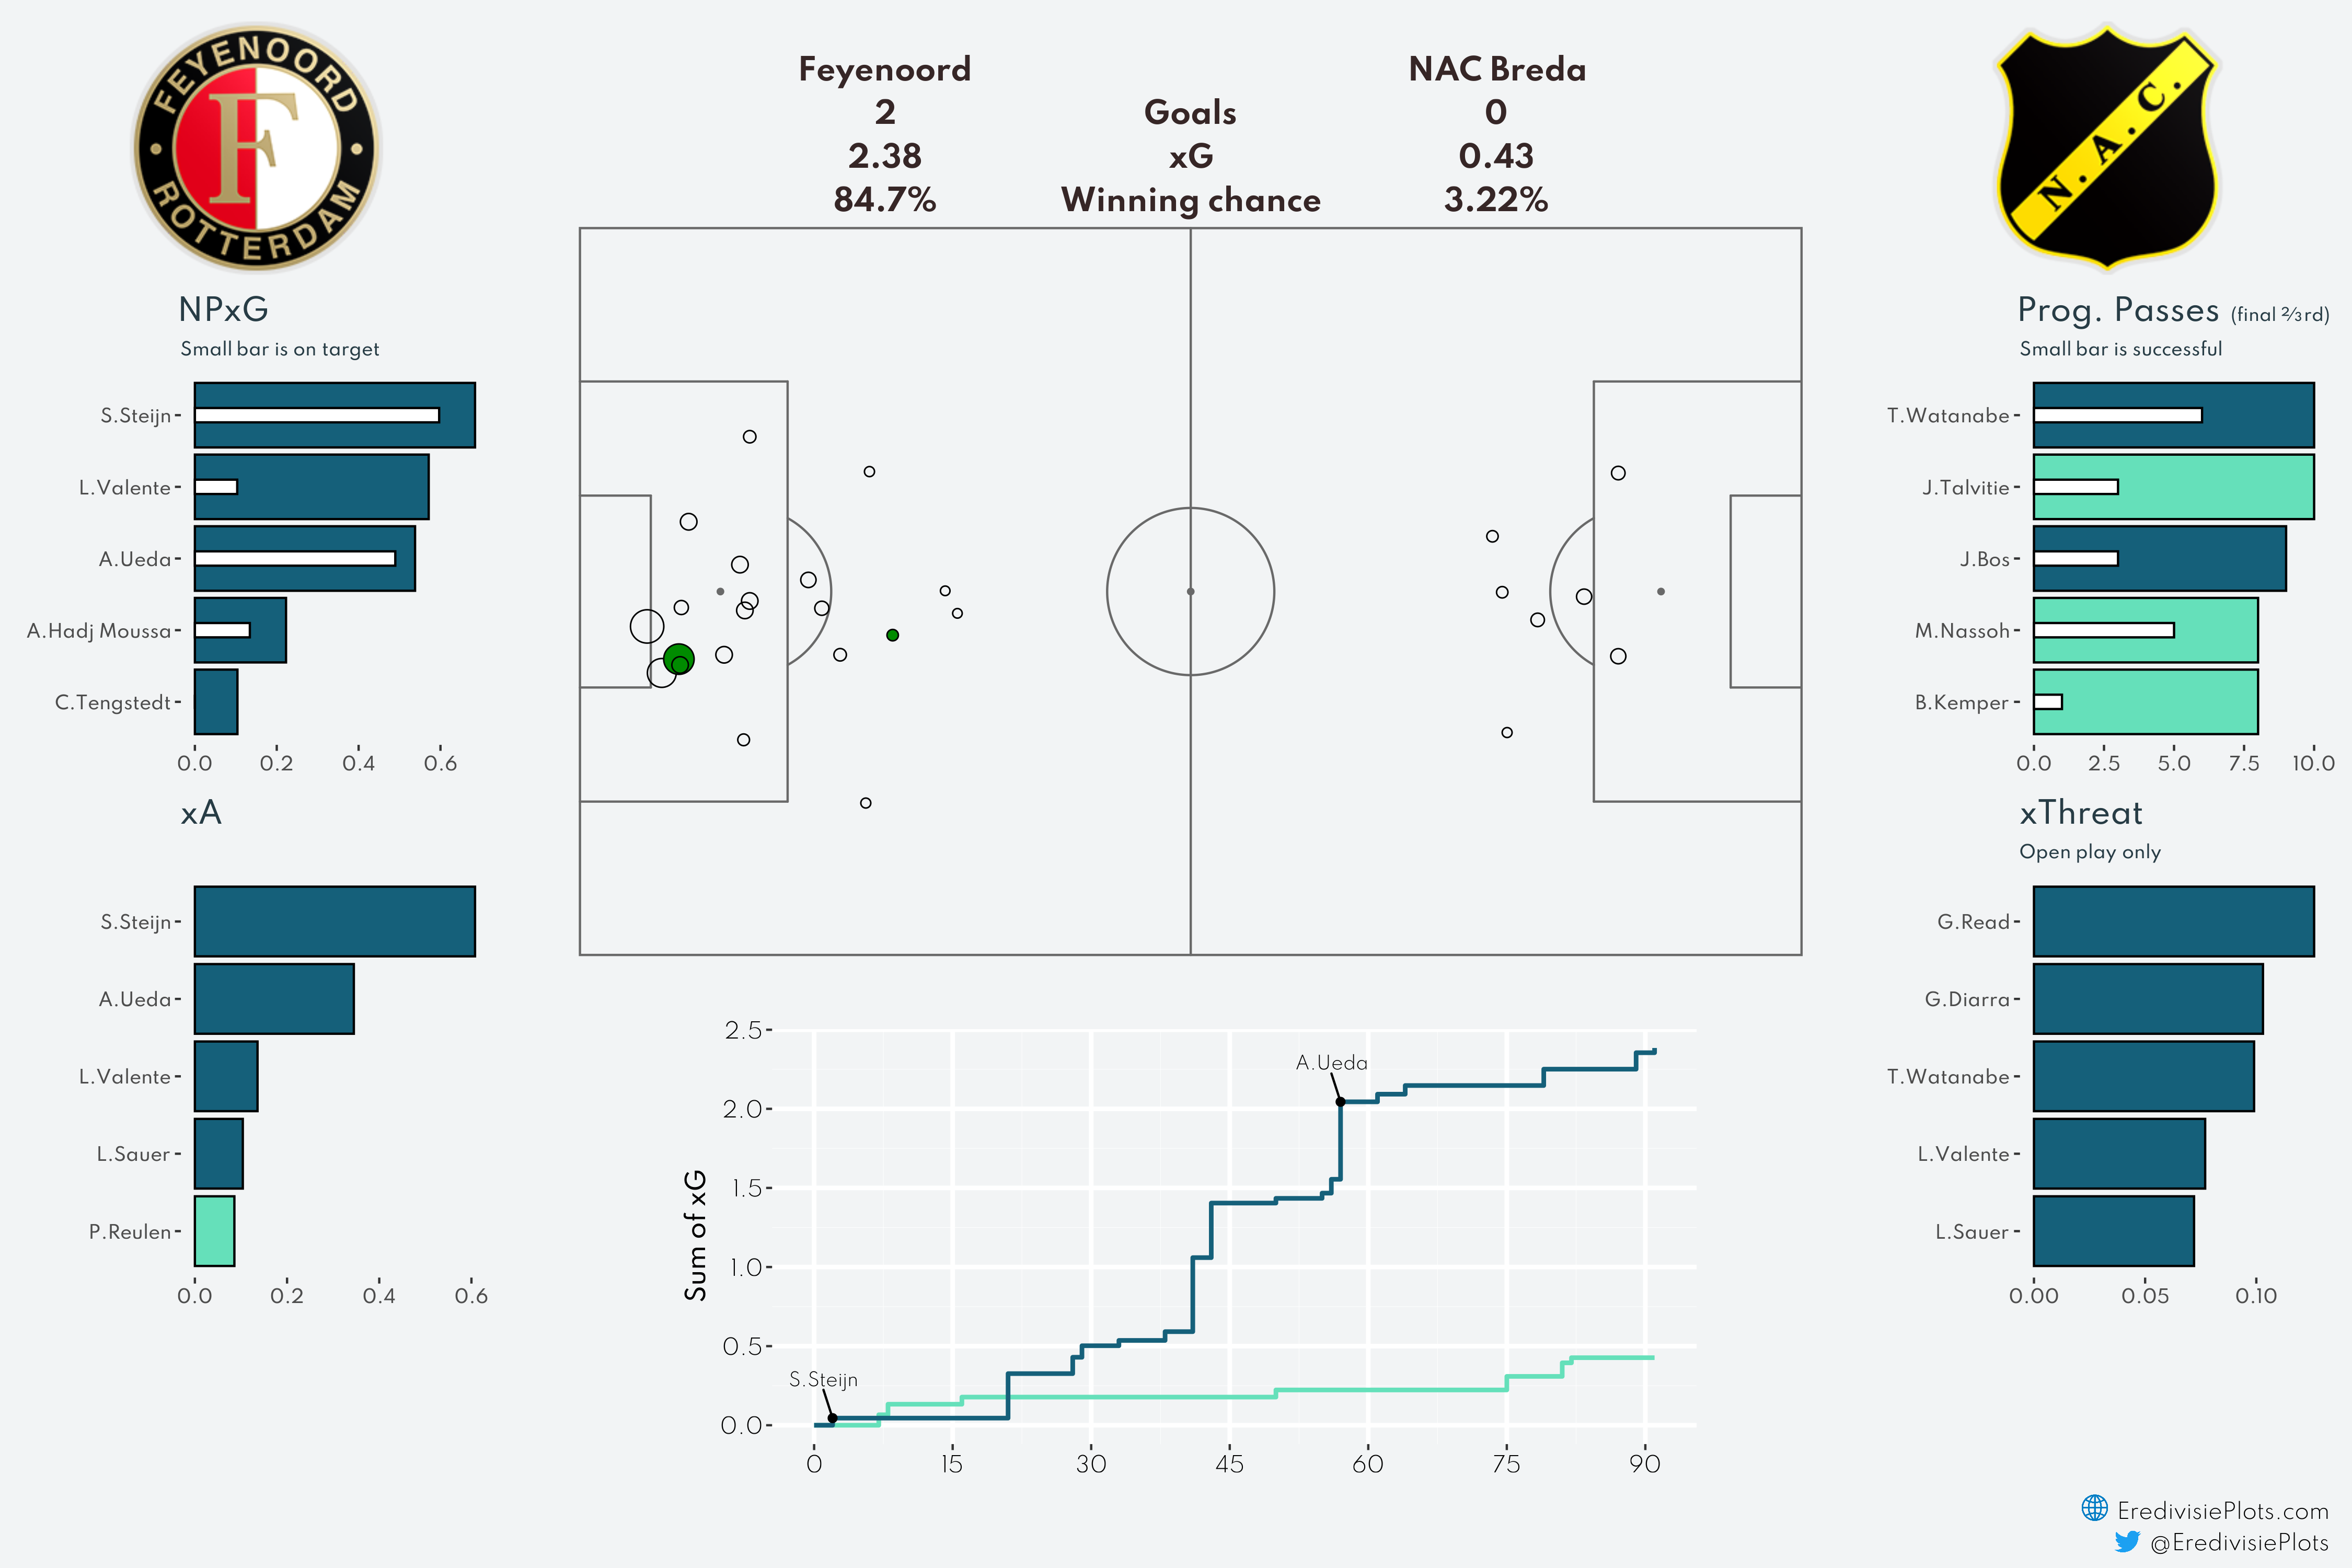 FEYENOORD
F
ROTTERDAM
N.A.C.
Feyenoord NAC Breda
2 Goals 0
2.38 xG 0.43
84.7% Winning chance 3.22%
NPxG
Small bar is on target
S.Steijn
L.Valente
A.Ueda
A.Hadj Moussa
C.Tengstedt
0.0 0.2 0.4 0.6
xA
S.Steijn
A.Ueda
L.Valente
L.Sauer
P.Reulen
0.0 0.2 0.4 0.6
Sum of xG
2.5
2.0
1.5
1.0
0.5
0.0
A.Ueda
S.Steijn
0 15 30 45 60 75 90
Prog. Passes (final ⅔rd)
Small bar is successful
T.Watanabe
J.Talvitie
J.Bos
M.Nassoh
B.Kemper
0.0 2.5 5.0 7.5 10.0
xThreat
Open play only
G.Read
G.Diarra
T.Watanabe
L.Valente
L.Sauer
0.00 0.05 0.10
EredivisiePlots.com
@EredivisiePlots